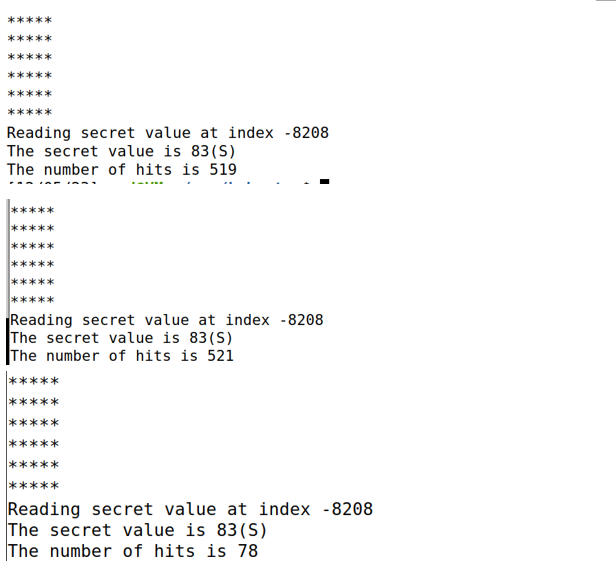 *****
*****
*****
*****
*****
*****
Reading secret value at index -8208
The secret value is 83(S)
The number of hits is 519
*****
*****
*****
*****
*****
*****
Reading secret value at index -8208
The secret value is 83(S)
The number of hits is 521
*****
*****
*****
*****
*****
*****
Reading secret value at index -8208
The secret value is 83(S)
The number of hits is 78